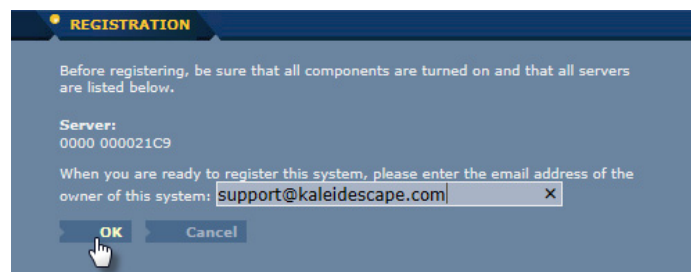 REGISTRATION
Before registering, be sure that all components are turned on and that all servers
are listed below.
Server:
0000 000021C9
When you are ready to register this system, please enter the email address of the
owner of this system: support@kaleidescape.com ×
OK Cancel